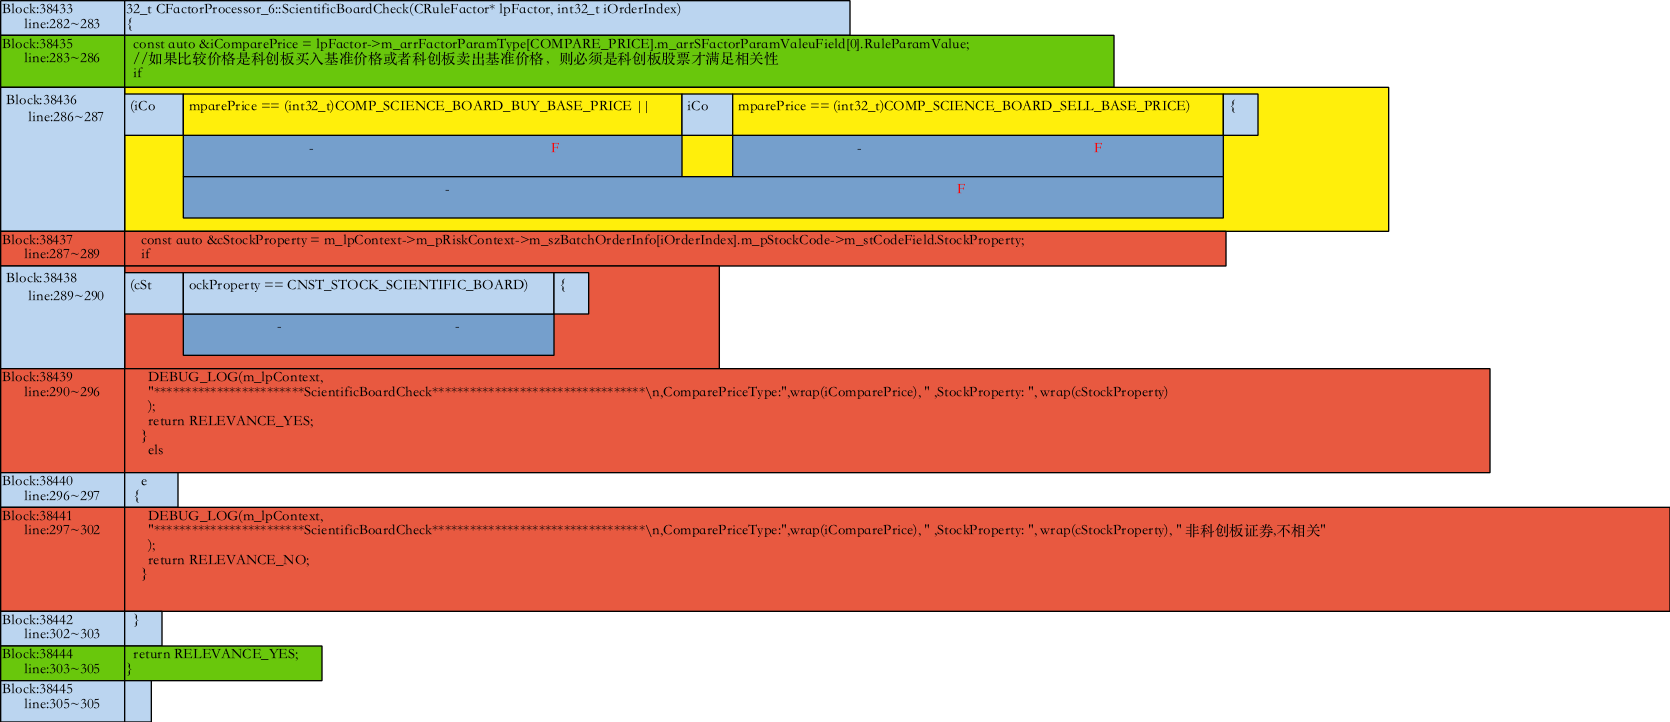 Block:38433 32_t CFactorProcessor_6::ScientificBoardCheck(CRuleFactor* lpFactor, int32_t iOrderIndex)
line:282~283 {
Block:38435 const auto &iComparePrice = lpFactor->m_arrFactorParamType[COMPARE_PRICE].m_arrSFactorParamValeuField[0].RuleParamValue;
line:283~286 //如果比较价格是科创板买入基准价格或者科创板卖出基准价格，则必须是科创板股票才满足相关性
if
Block:38436 (iCo mparePrice == (int32_t)COMP_SCIENCE_BOARD_BUY_BASE_PRICE || iCo mparePrice == (int32_t)COMP_SCIENCE_BOARD_SELL_BASE_PRICE) {
line:286~287
- F - F
- F
Block:38437 const auto &cStockProperty = m_lpContext->m_pRiskContext->m_szBatchOrderInfo[iOrderIndex].m_pStockCode->m_stCodeField.StockProperty;
line:287~289 if
Block:38438 (cSt ockProperty == CNST_STOCK_SCIENTIFIC_BOARD) {
line:289~290
- -
Block:38439 DEBUG_LOG(m_lpContext,
line:290~296 "************************ScientificBoardCheck**********************************\n,ComparePriceType:",wrap(iComparePrice), " ,StockProperty: ", wrap(cStockProperty)
);
return RELEVANCE_YES;
}
els
Block:38440 e
line:296~297 {
Block:38441 DEBUG_LOG(m_lpContext,
line:297~302 "************************ScientificBoardCheck**********************************\n,ComparePriceType:",wrap(iComparePrice), " ,StockProperty: ", wrap(cStockProperty), " 非科创板证券,不相关"
);
return RELEVANCE_NO;
}
Block:38442 }
line:302~303
Block:38444 return RELEVANCE_YES;
line:303~305 }
Block:38445
line:305~305